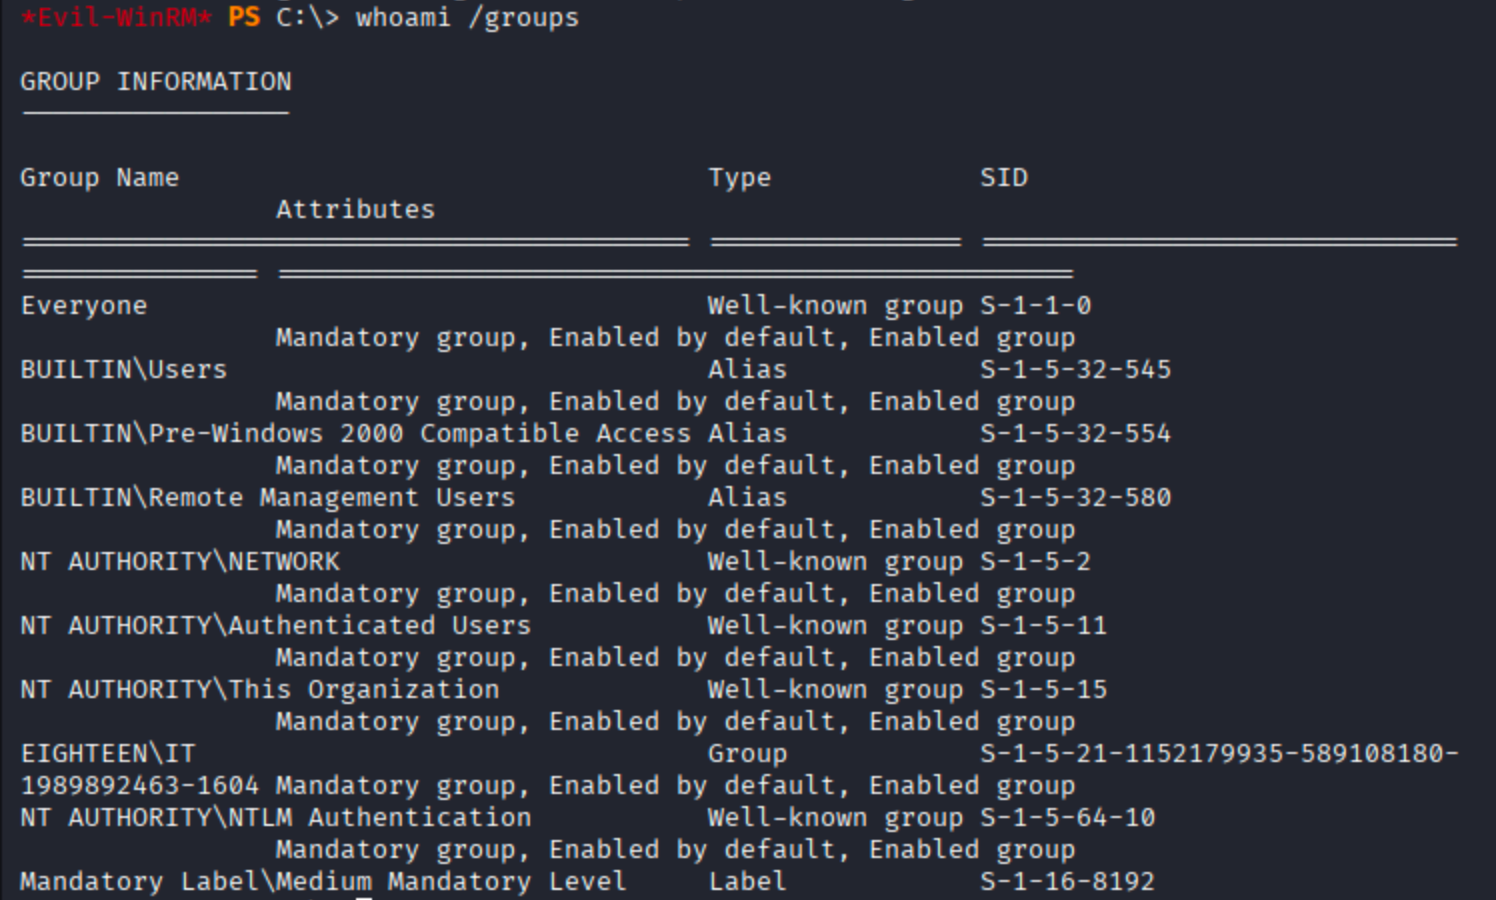 *Evil-WinRM* PS C:\> whoami /groups
GROUP INFORMATION
Group Name Type SID
Attributes
Everyone Well-known group S-1-1-0
Mandatory group, Enabled by default, Enabled group
BUILTIN\Users Alias S-1-5-32-545
Mandatory group, Enabled by default, Enabled group
BUILTIN\Pre-Windows 2000 Compatible Access Alias S-1-5-32-554
Mandatory group, Enabled by default, Enabled group
BUILTIN\Remote Management Users Alias S-1-5-32-580
Mandatory group, Enabled by default, Enabled group
NT AUTHORITY\NETWORK Well-known group S-1-5-2
Mandatory group, Enabled by default, Enabled group
NT AUTHORITY\Authenticated Users Well-known group S-1-5-11
Mandatory group, Enabled by default, Enabled group
NT AUTHORITY\This Organization Well-known group S-1-5-15
Mandatory group, Enabled by default, Enabled group
EIGHTEEN\IT Group S-1-5-21-1152179935-589108180-
1989892463-1604 Mandatory group, Enabled by default, Enabled group
NT AUTHORITY\NTLM Authentication Well-known group S-1-5-64-10
Mandatory group, Enabled by default, Enabled group
Mandatory Label\Medium Mandatory Level Label S-1-16-8192